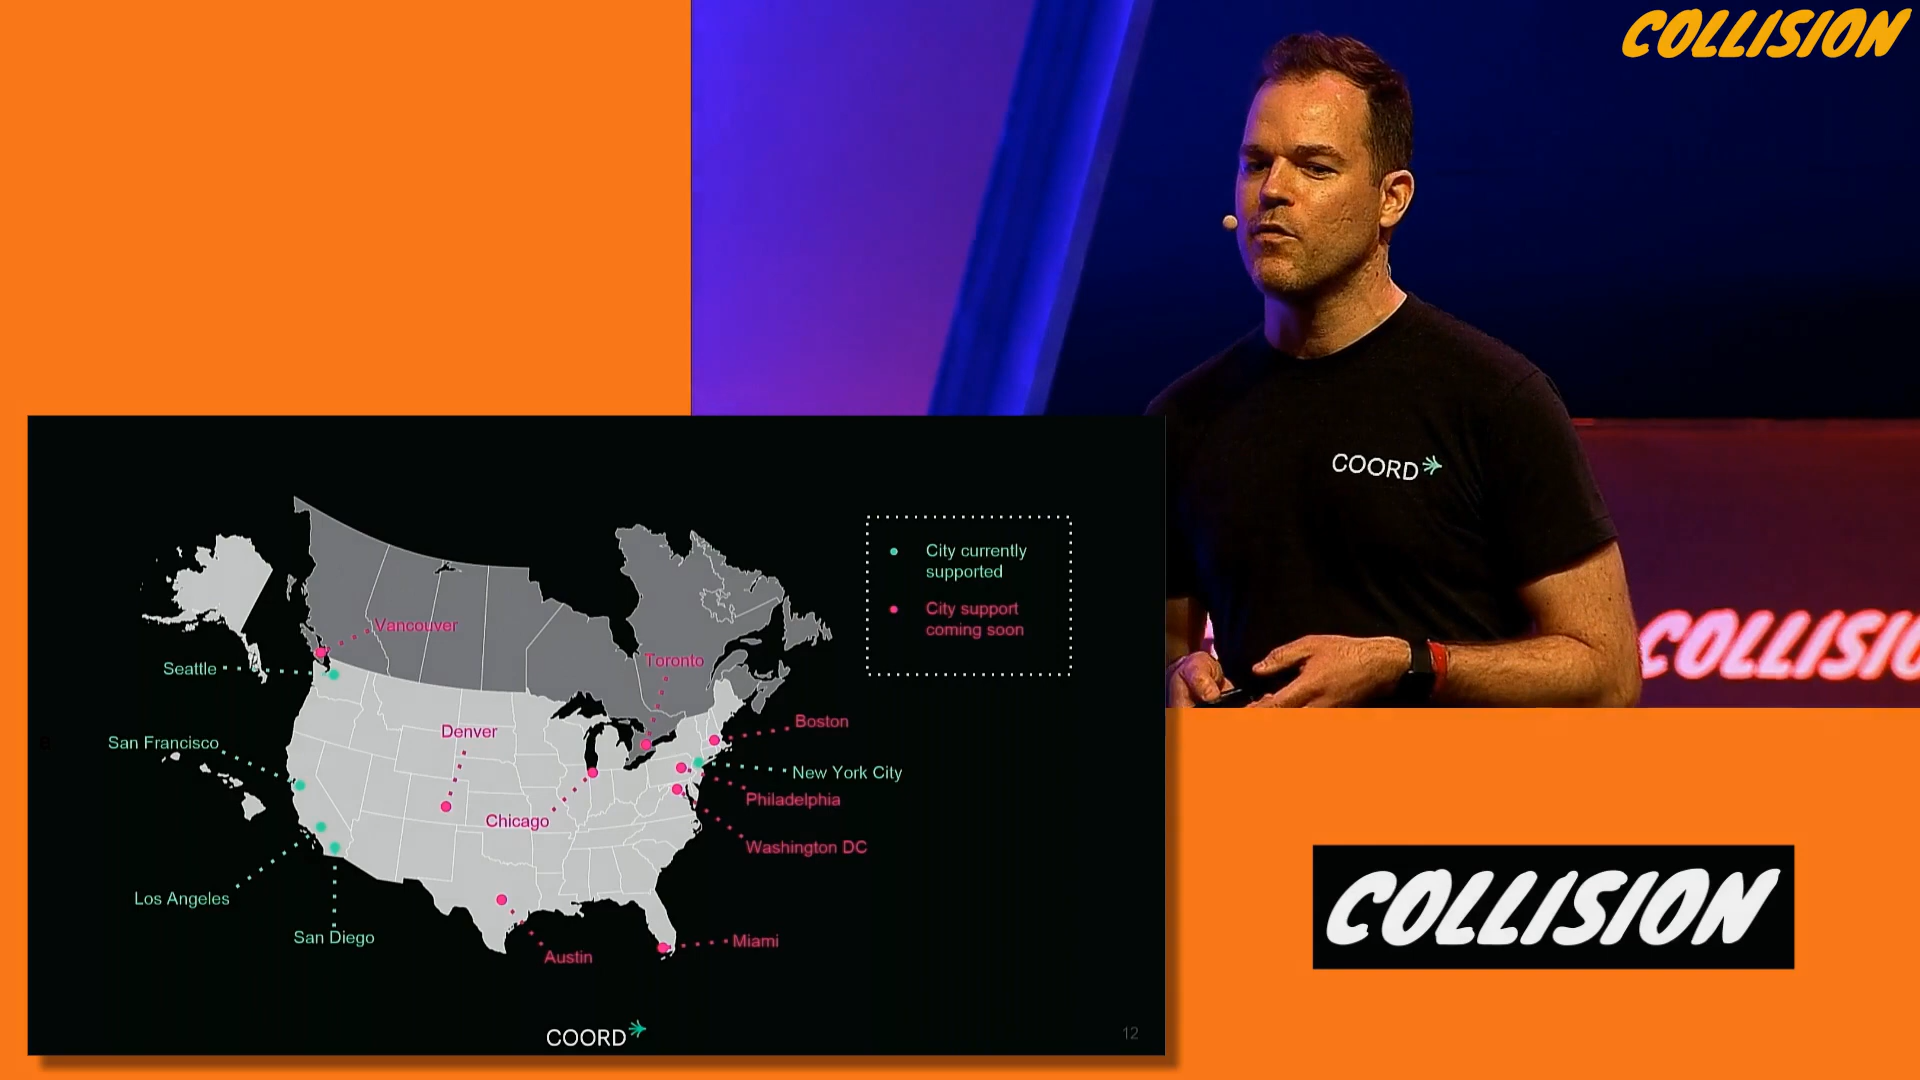 COLLISION
COORD
COLLISIO
City currently
supported
City support
coming soon
Vancouver
Toronto
Seattle
Boston
Denver
San Francisco
New York City
Philadelphia
Chicago
Washington DC
Los Angeles
San Diego
Miami
Austin
COORD
12
COLLISION